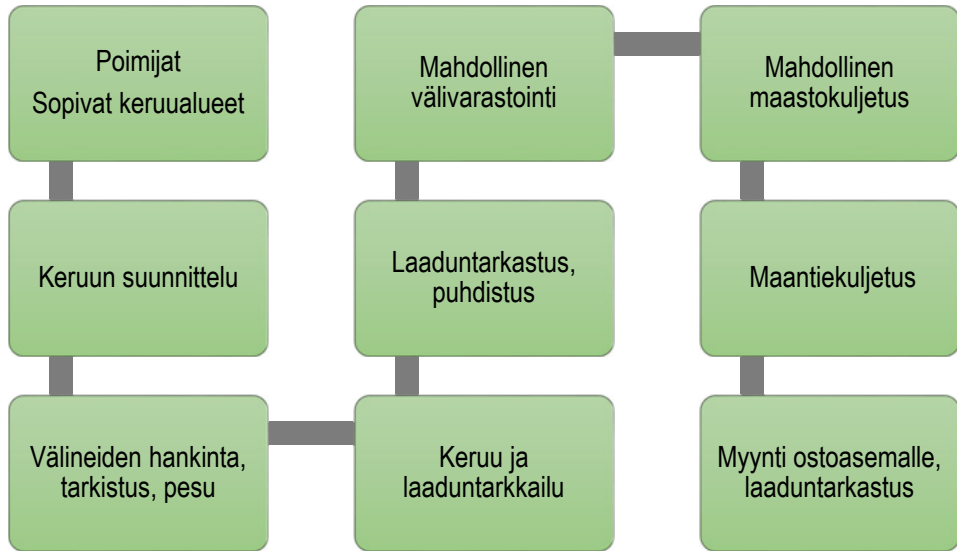 Poimijat
Sopivat keruualueet
Keruun suunnittelu
Välineiden hankinta,
tarkistus, pesu
Keruu ja
laaduntarkkailu
Laaduntarkastus,
puhdistus
Mahdollinen
välivarastointi
Mahdollinen
maastokuljetus
Maantiekuljetus
Myynti ostoasemalle,
laaduntarkastus